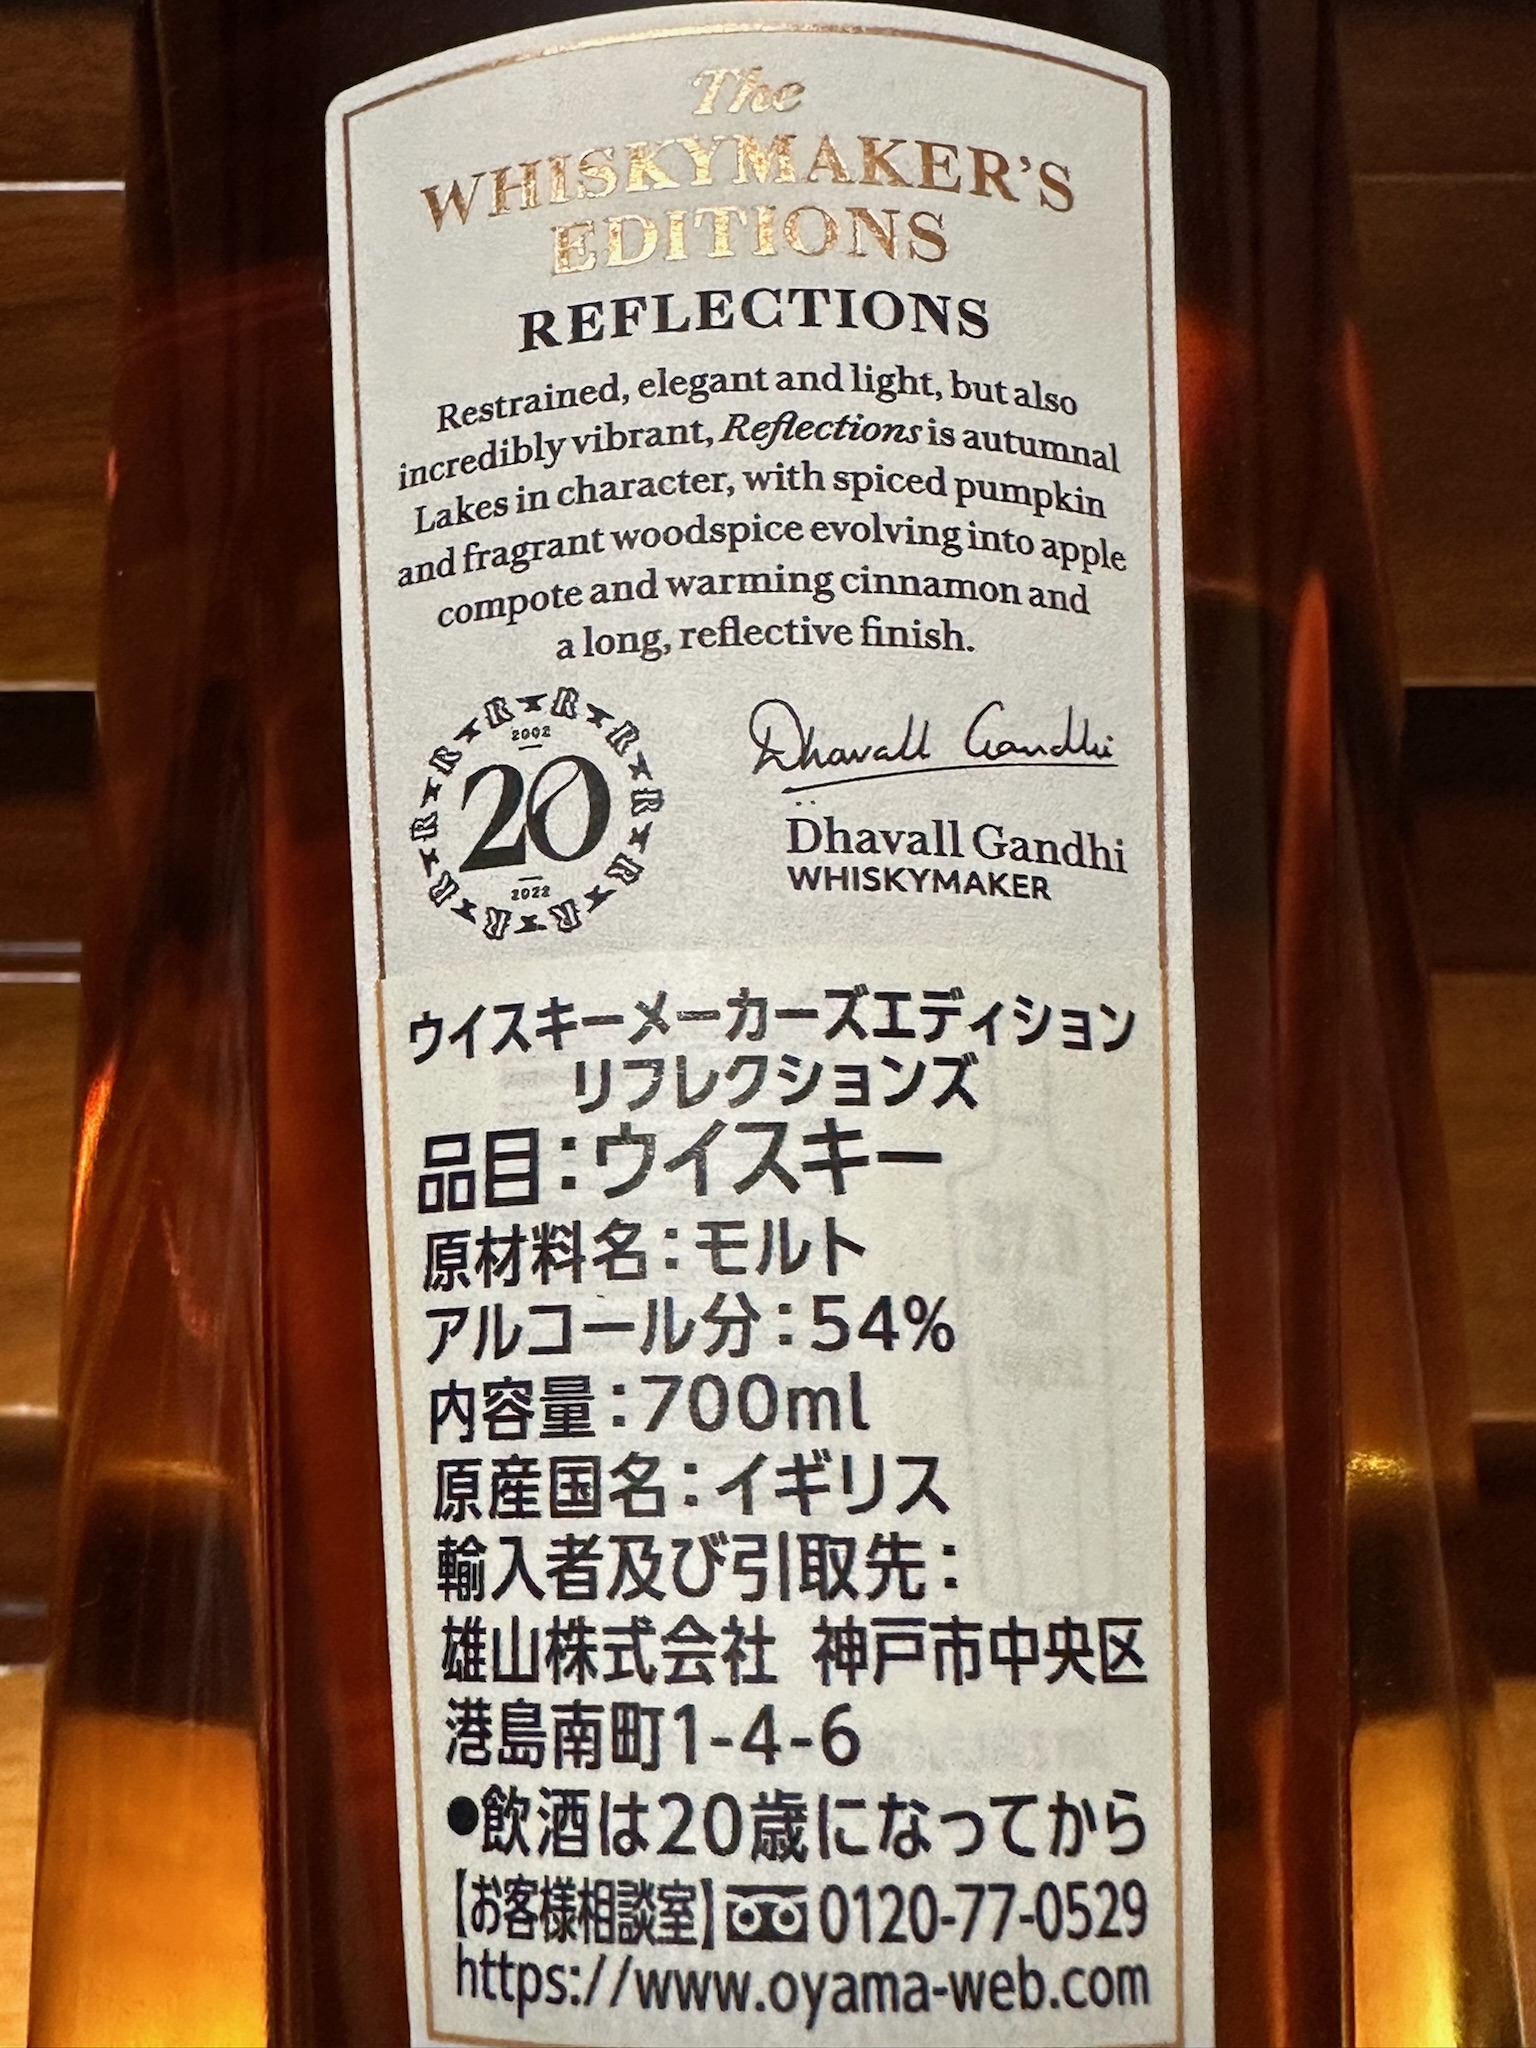 The
WHISKYMAKER'S
EDITIONS
REFLECTIONS
Restrained, elegant and light, but also
incredibly vibrant, Reflections is autumnal
Lakes in character, with spiced pumpkin
and fragrant woodspice evolving into apple
compote and warming cinnamon and
a long, reflective finish.
2002
20
2022
Dhavall Gandhi
Dhavall Gandhi
WHISKYMAKER
ウイスキーメーカーズエディション
リフレクションズ
品目:ウイスキー
原材料名:モルト
アルコール分:54%
内容量:700ml
原産国名:イギリス
輸入者及び引取先:
雄山株式会社 神戸市中央区
港島南町1-4-6
●飲酒は20歳になってから
【お客様相談室】0120-77-0529
https://www.oyama-web.com